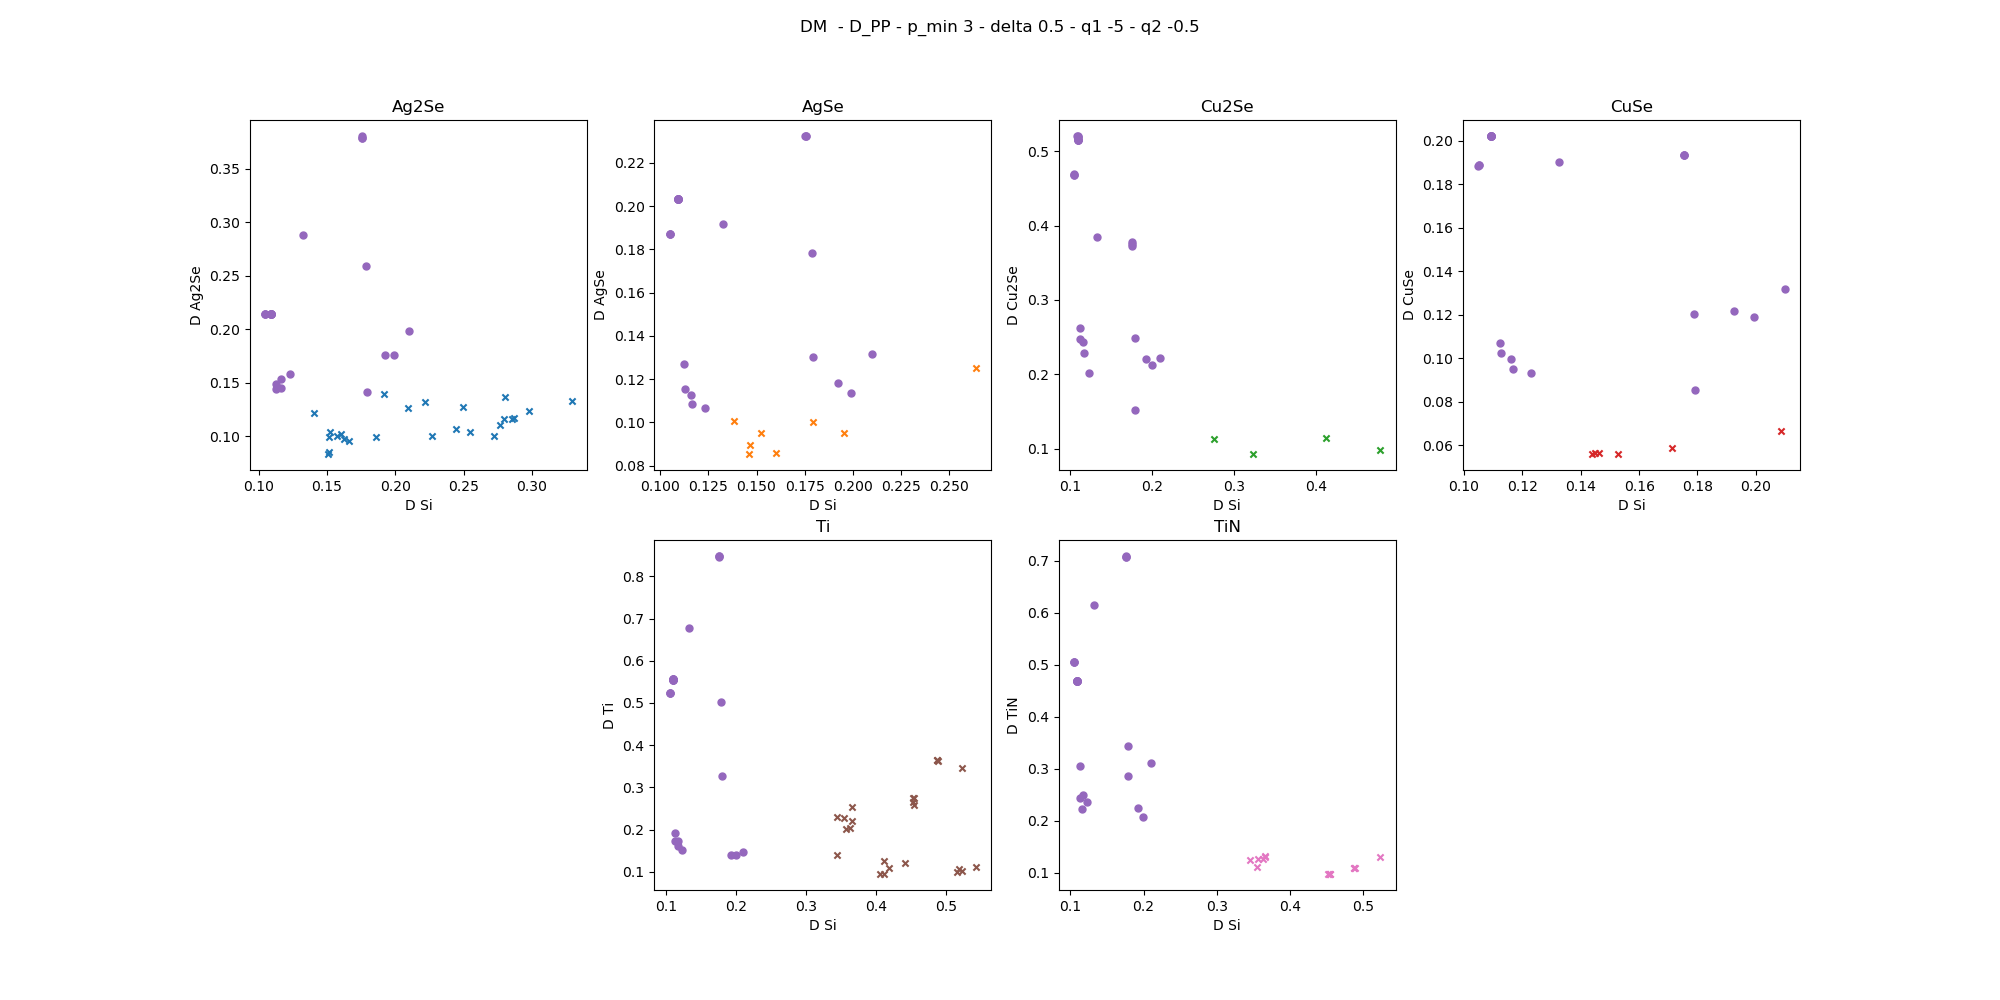 DM  - D_PP - p_min 3 - delta 0.5 - q1 -5 - q2 -0.5
Ag2Se
D Ag2Se
0.35
0.30
0.25
0.20
0.15
0.10
0.10 0.15 0.20 0.25 0.30
D Si
AgSe
D AgSe
0.22
0.20
0.18
0.16
0.14
0.12
0.10
0.08
0.100 0.125 0.150 0.175 0.200 0.225 0.250
D Si
Cu2Se
D Cu2Se
0.5
0.4
0.3
0.2
0.1
0.1 0.2 0.3 0.4
D Si
CuSe
D CuSe
0.20
0.18
0.16
0.14
0.12
0.10
0.08
0.06
0.10 0.12 0.14 0.16 0.18 0.20
D Si
Ti
D Ti
0.8
0.7
0.6
0.5
0.4
0.3
0.2
0.1
0.1 0.2 0.3 0.4 0.5
D Si
TiN
D TiN
0.7
0.6
0.5
0.4
0.3
0.2
0.1
0.1 0.2 0.3 0.4 0.5
D Si